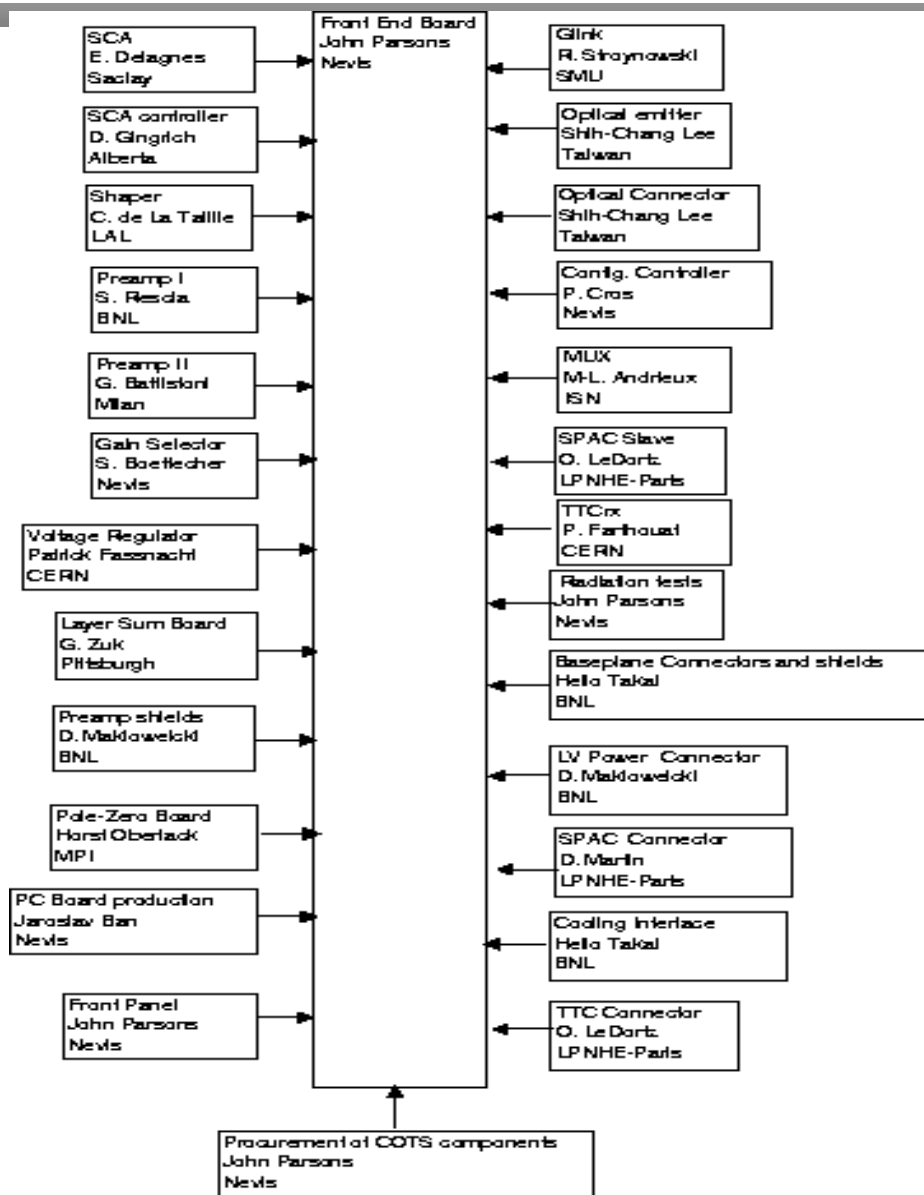 Front End Board
John Parsons
Nevis
SCA
E. Delagnes
Saclay
SCA controller
D. Gingrich
Alberta
Shaper
C. de La Taille
LAL
Preamp I
S. Rescia
BNL
Preamp II
G. Battistoni
Milan
Gain Selector
S. Boettecher
Nevis
Voltage Regulator
Patrick Fassnacht
CERN
Layer Sum Board
G. Zuk
Pittsburgh
Preamp shields
D. Makowelcki
BNL
Pole-Zero Board
Horst Oberlack
MPI
PC Board production
Jaroslav Ban
Nevis
Front Panel
John Parsons
Nevis
Glink
R. Stroynowski
SMU
Optical emitter
Shih-Chang Lee
Taiwan
Optical Connector
Shih-Chang Lee
Taiwan
Config. Controller
P. Cros
Nevis
MUX
M-L. Andrieux
ISN
SPAC Slave
O. LeDortz
LPNHE-Paris
TTCrx
P. Farthouat
CERN
Radiation tests
John Parsons
Nevis
Baseplane Connectors and shields
Helio Takai
BNL
LV Power Connector
D. Makowelcki
BNL
SPAC Connector
D. Martin
LPNHE-Paris
Cooling Interface
Helio Takai
BNL
TTC Connector
O. LeDortz
LPNHE-Paris
Procurement of COTS components
John Parsons
Nevis